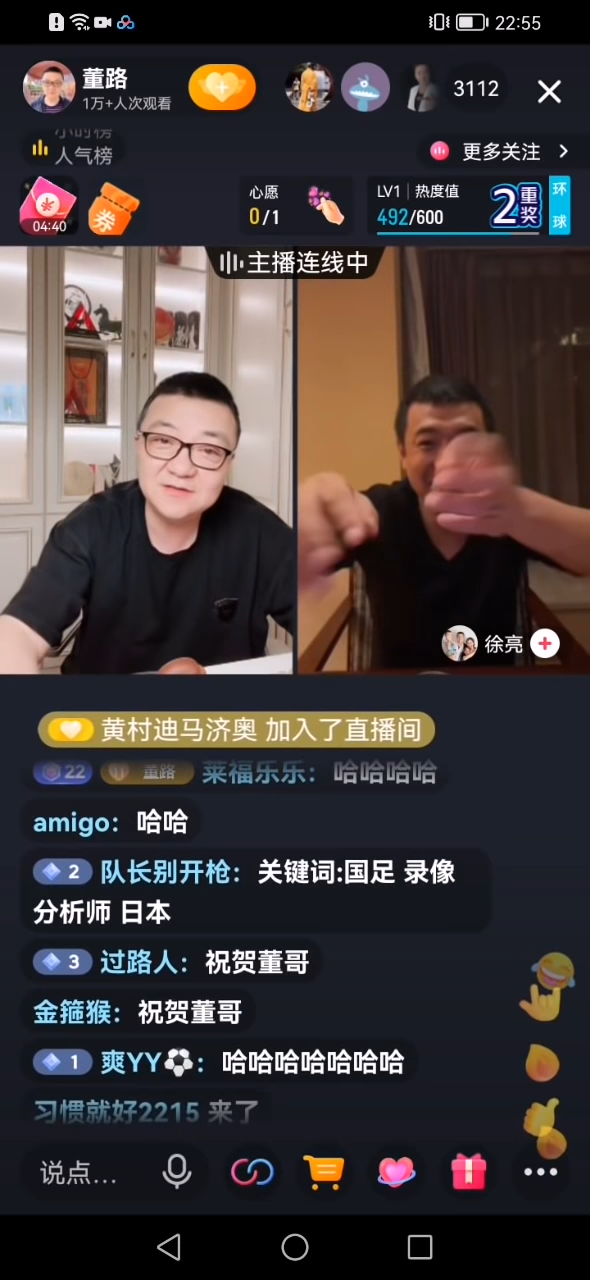 22:55
董路
1万+人次观看
3112
小时榜
人气榜
更多关注
04:40
券
心愿
0/1
LV1 | 热度值
492/600
2重奖
环球
主播连线中
徐亮
黄村迪马济奥 加入了直播间
22 董路 莱福乐乐：哈哈哈哈
amigo：哈哈
2 队长别开枪：关键词:国足 录像
分析师 日本
3 过路人：祝贺董哥
金箍猴：祝贺董哥
1 爽YY⚽：哈哈哈哈哈哈哈
习惯就好2215 来了
说点...